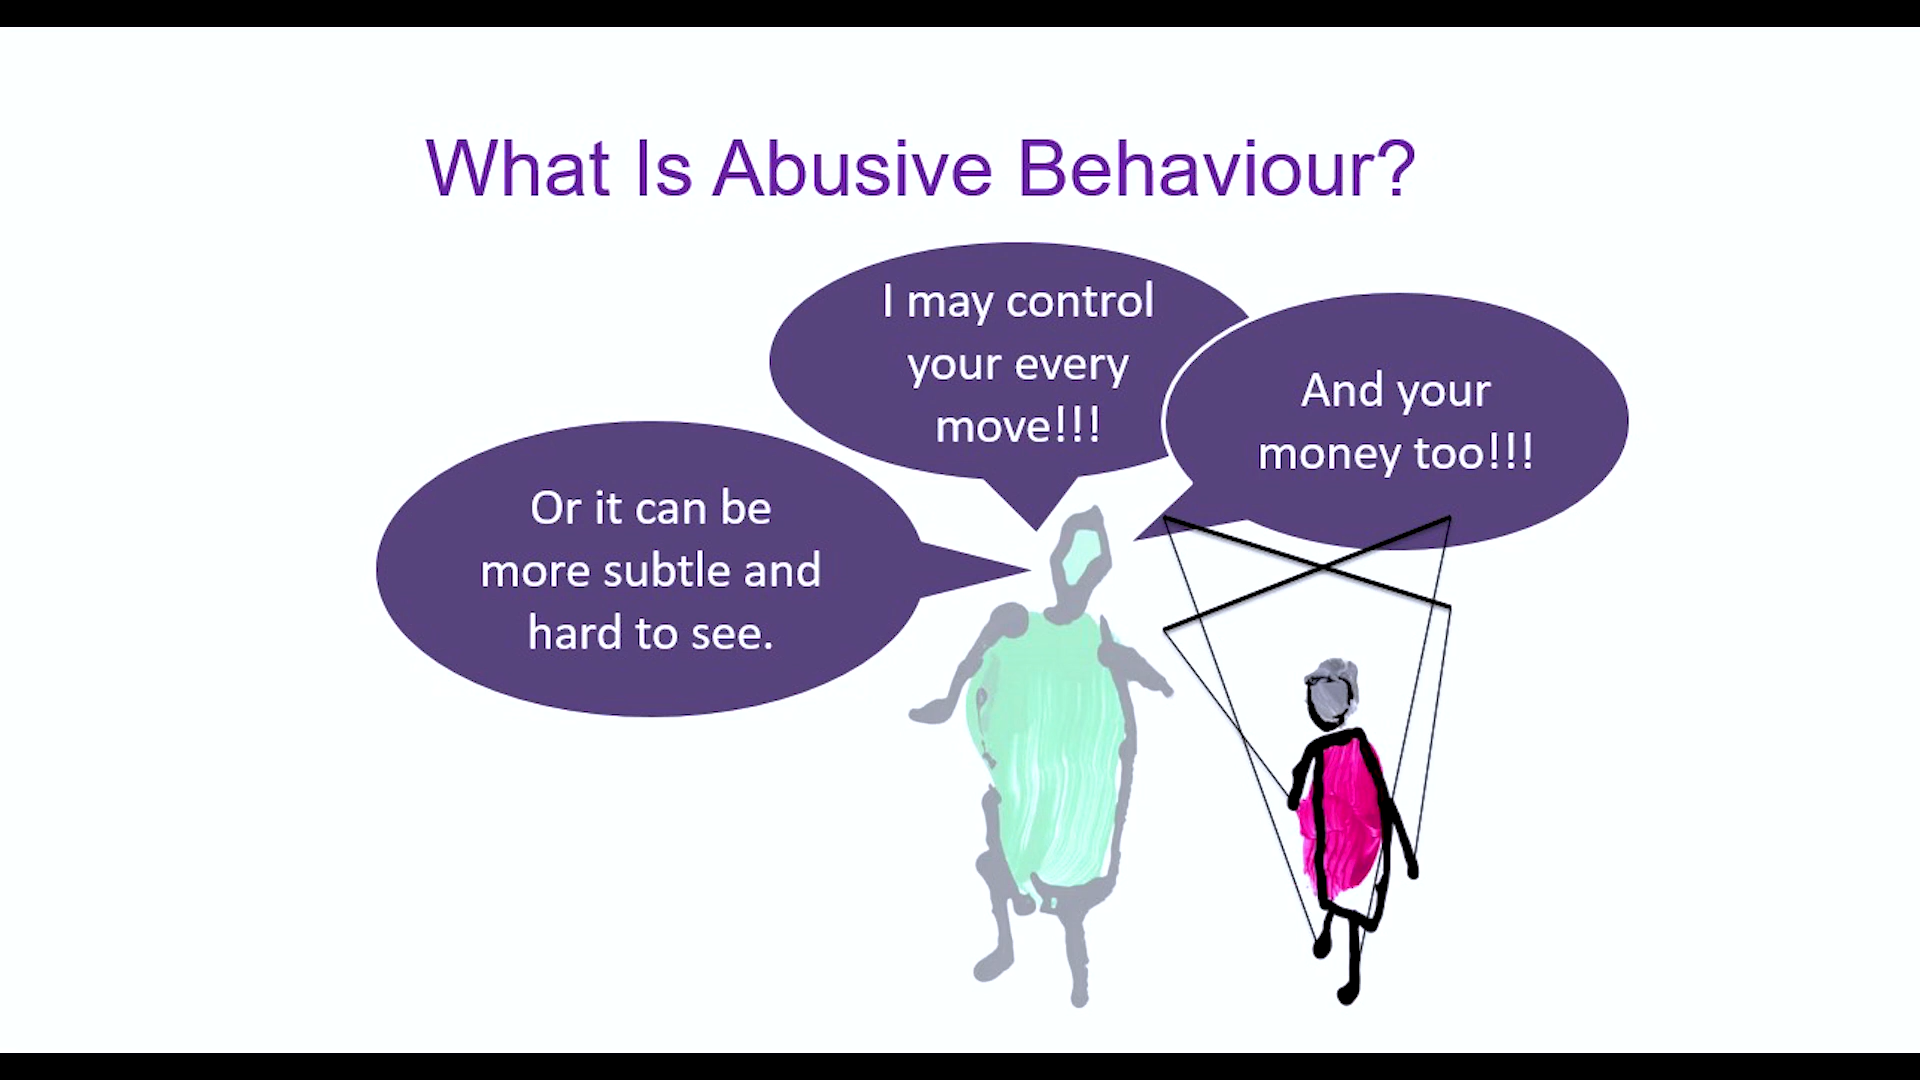 What Is Abusive Behaviour?
Or it can be
more subtle and
hard to see.
I may control
your every
move!!!
And your
money too!!!